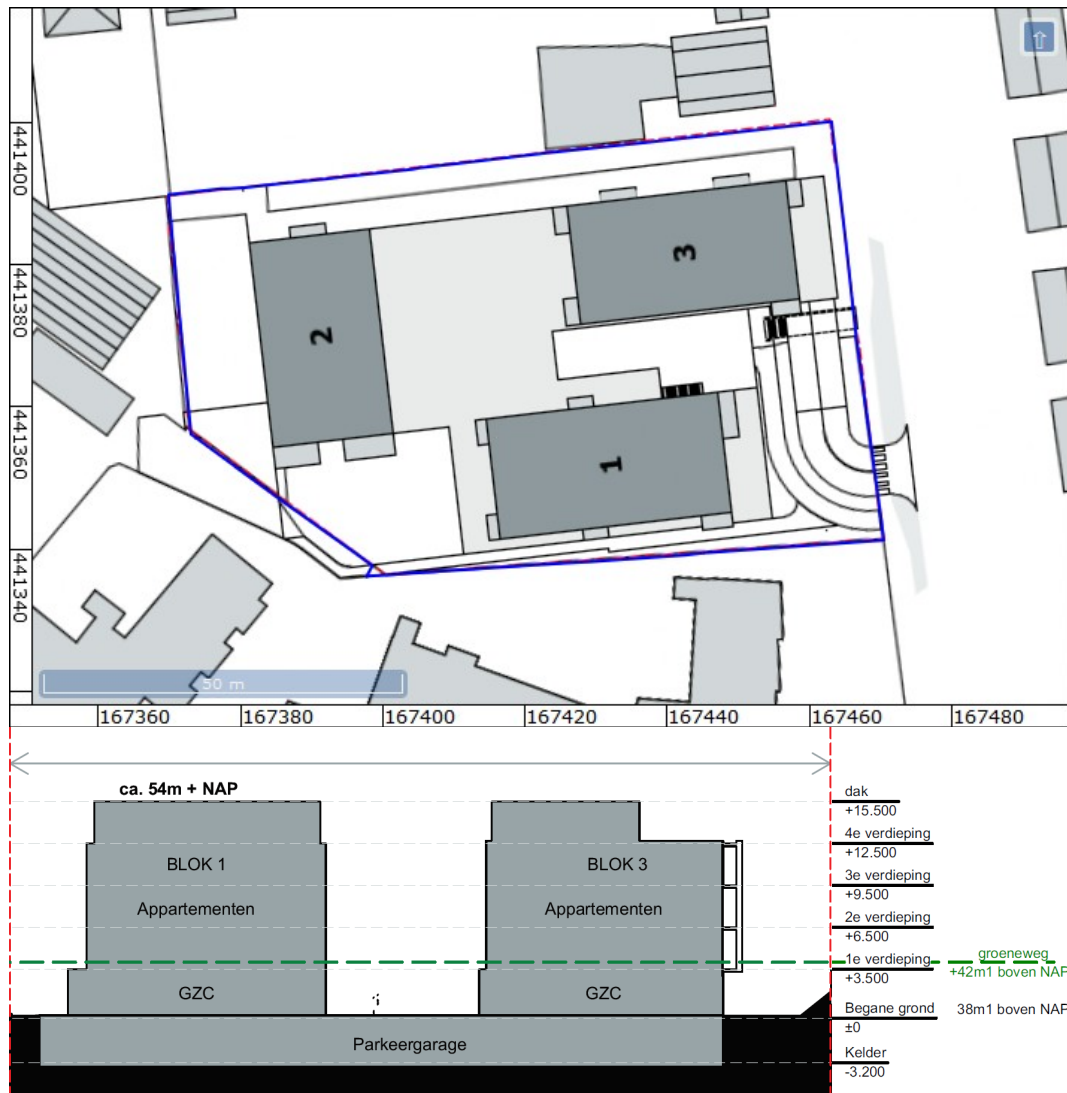 441400
441380
441360
441340
2
3
1
50 m
167360
167380
167400
167420
167440
167460
167480
ca. 54m + NAP
dak
+15.500
4e verdieping
+12.500
BLOK 1
BLOK 3
3e verdieping
+9.500
Appartementen
Appartementen
2e verdieping
+6.500
groeneweg
1e verdieping
+42m1 boven NAP
+3.500
GZC
GZC
Begane grond
38m1 boven NAP
±0
Parkeergarage
Kelder
-3.200